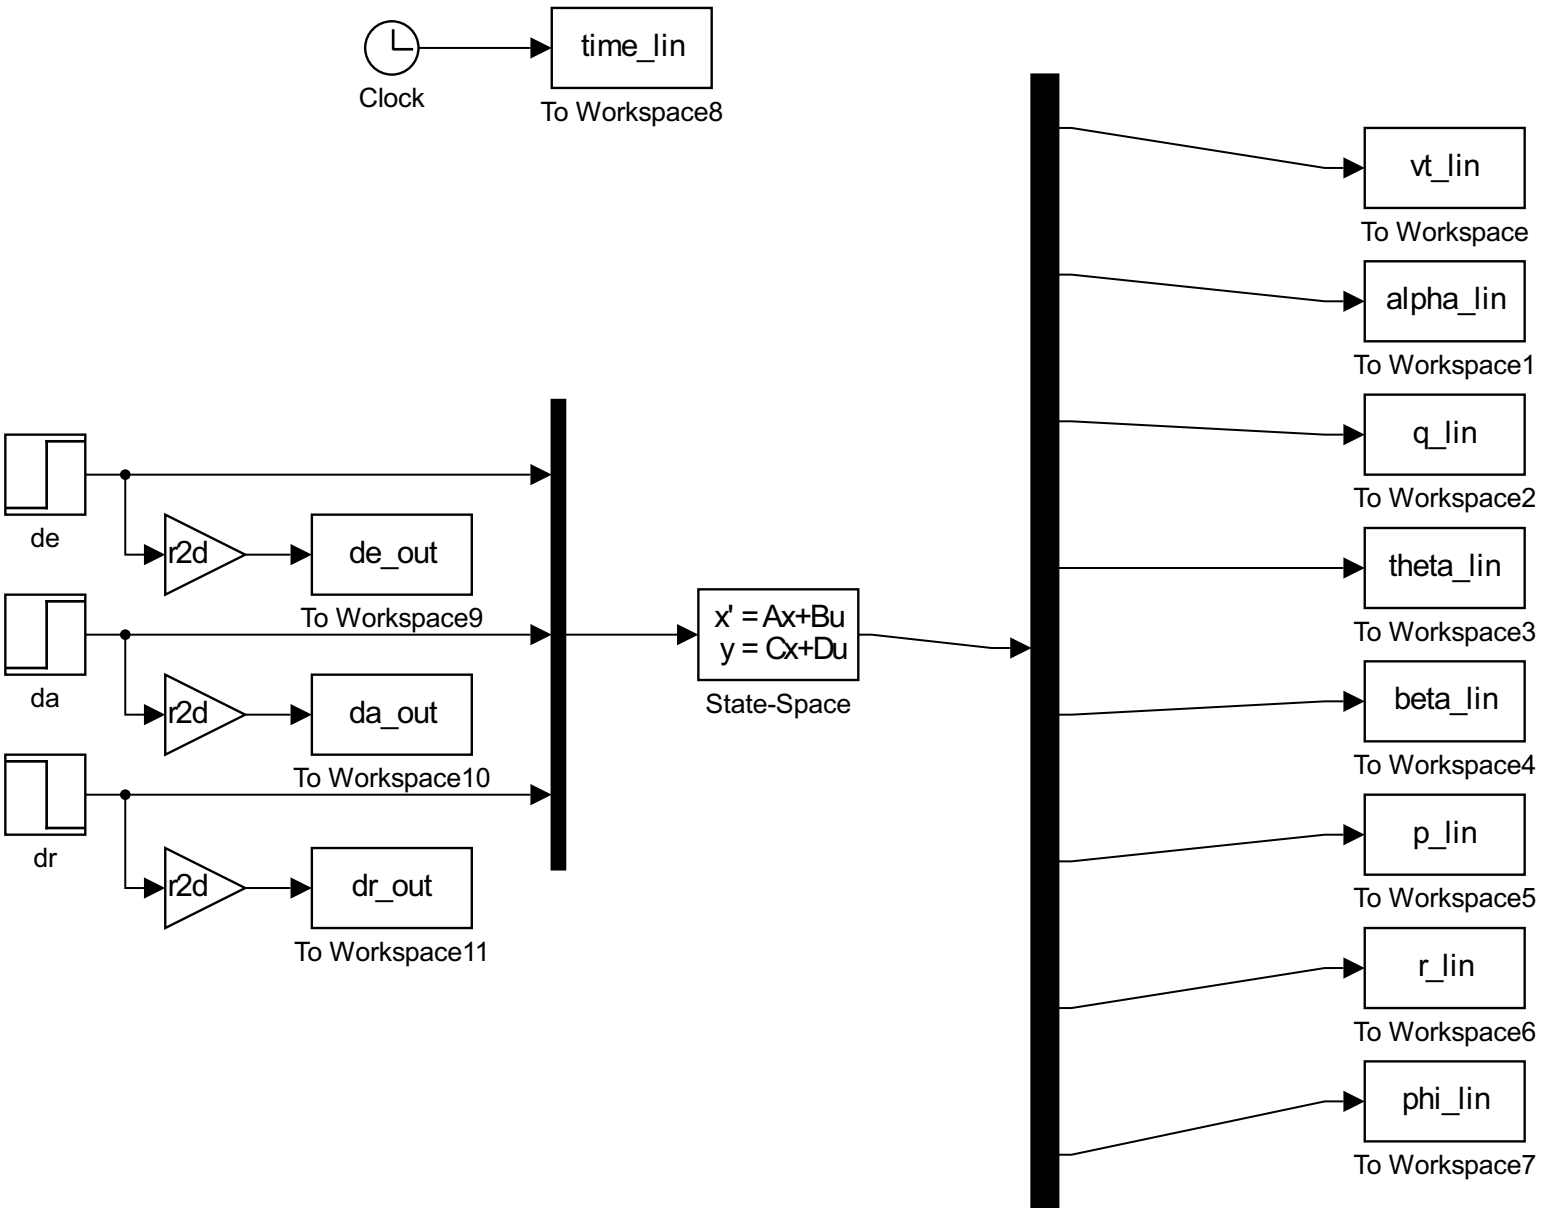 time_lin
Clock
To Workspace8
vt_lin
To Workspace
alpha_lin
To Workspace1
q_lin
To Workspace2
de
r2d
de_out
To Workspace9
theta_lin
To Workspace3
x' = Ax+Bu
y = Cx+Du
State-Space
da
r2d
da_out
To Workspace10
beta_lin
To Workspace4
dr
r2d
dr_out
To Workspace11
p_lin
To Workspace5
r_lin
To Workspace6
phi_lin
To Workspace7